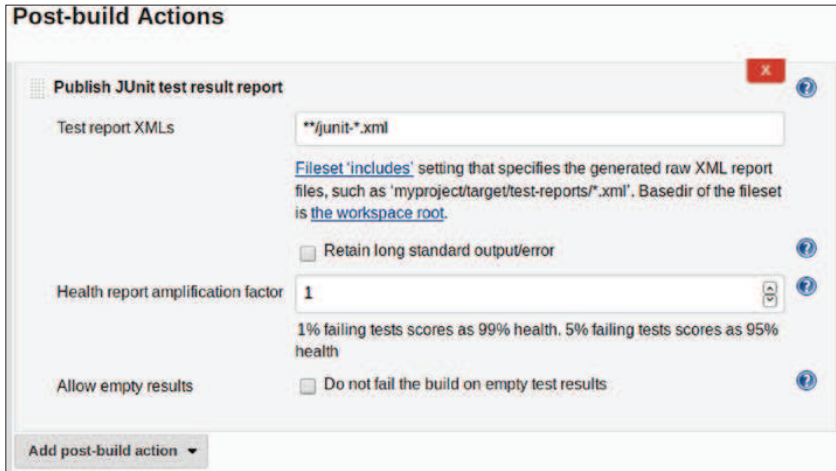 Post-build Actions
X
Publish JUnit test result report
Test report XMLs
**/junit-*.xml
Fileset 'includes' setting that specifies the generated raw XML report
files, such as 'myproject/target/test-reports/*.xml'. Basedir of the fileset
is the workspace root.
Retain long standard output/error
Health report amplification factor
1
1% failing tests scores as 99% health. 5% failing tests scores as 95%
health
Allow empty results
Do not fail the build on empty test results
Add post-build action